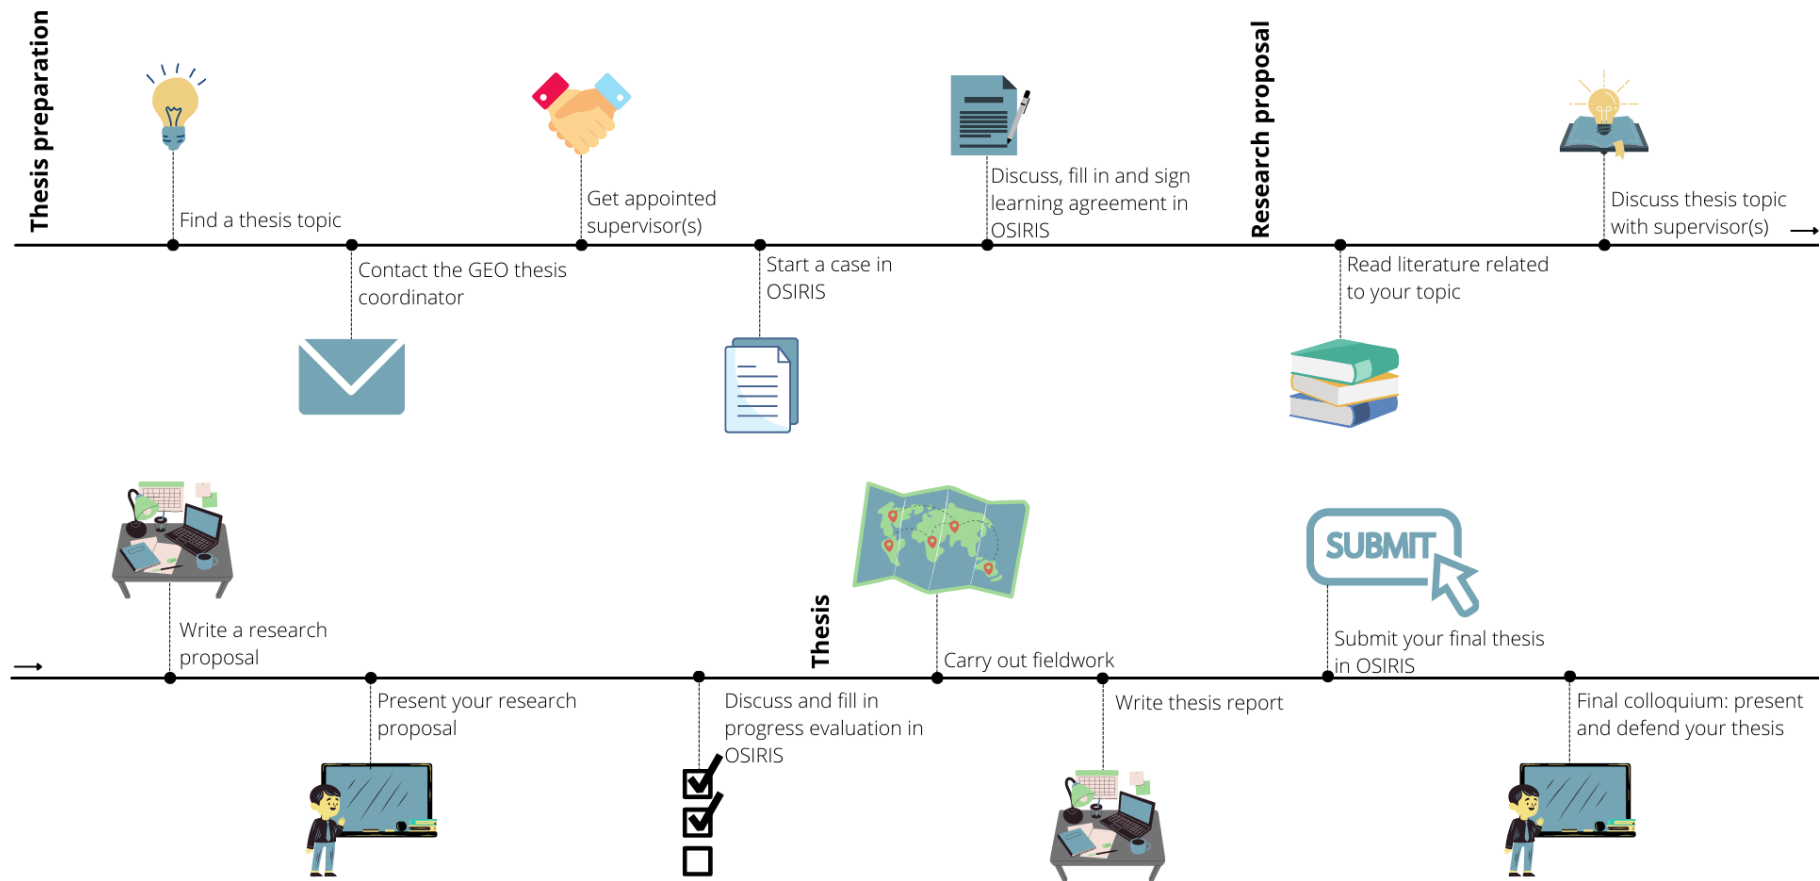 Thesis preparation
Find a thesis topic
Contact the GEO thesis
coordinator
Get appointed
supervisor(s)
Start a case in
OSIRIS
Discuss, fill in and sign
learning agreement in
OSIRIS
Research proposal
Read literature related
to your topic
Discuss thesis topic
with supervisor(s)
Write a research
proposal
Present your research
proposal
Discuss and fill in
progress evaluation in
OSIRIS
Thesis
Carry out fieldwork
Write thesis report
SUBMIT
Submit your final thesis
in OSIRIS
Final colloquium: present
and defend your thesis